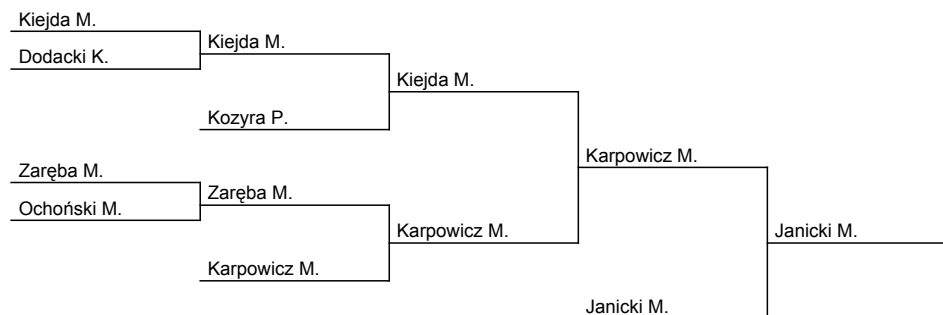 Kiejda M.
Dodacki K.
Kiejda M.
Kiejda M.
Kozyra P.
Karpowicz M.
Zaręba M.
Ochoński M.
Zaręba M.
Karpowicz M.
Janicki M.
Karpowicz M.
Janicki M.